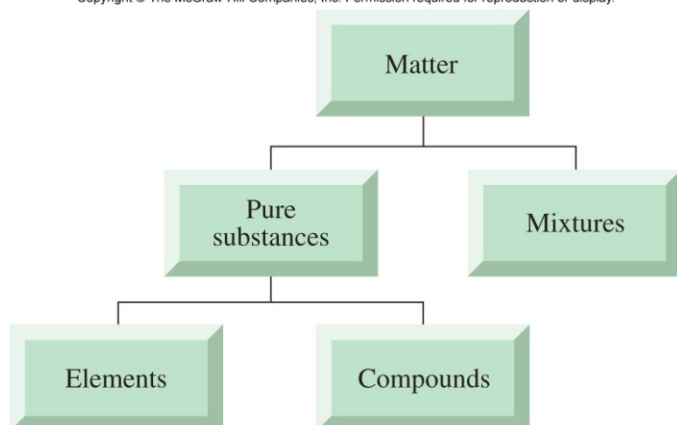 Copyright © The McGraw-Hill Companies, Inc. Permission required for reproduction or display.
Matter
Pure
substances
Mixtures
Elements
Compounds